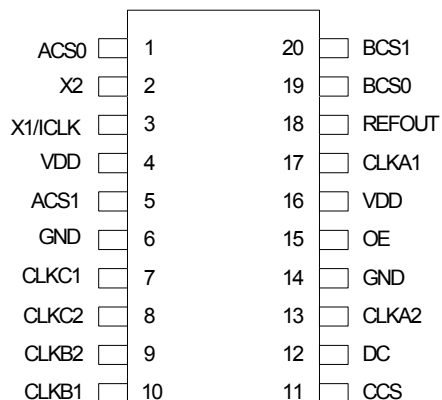 ACS0 1 20 BCS1
X2 2 19 BCS0
X1/ICLK 3 18 REFOUT
VDD 4 17 CLKA1
ACS1 5 16 VDD
GND 6 15 OE
CLKC1 7 14 GND
CLKC2 8 13 CLKA2
CLKB2 9 12 DC
CLKB1 10 11 CCS